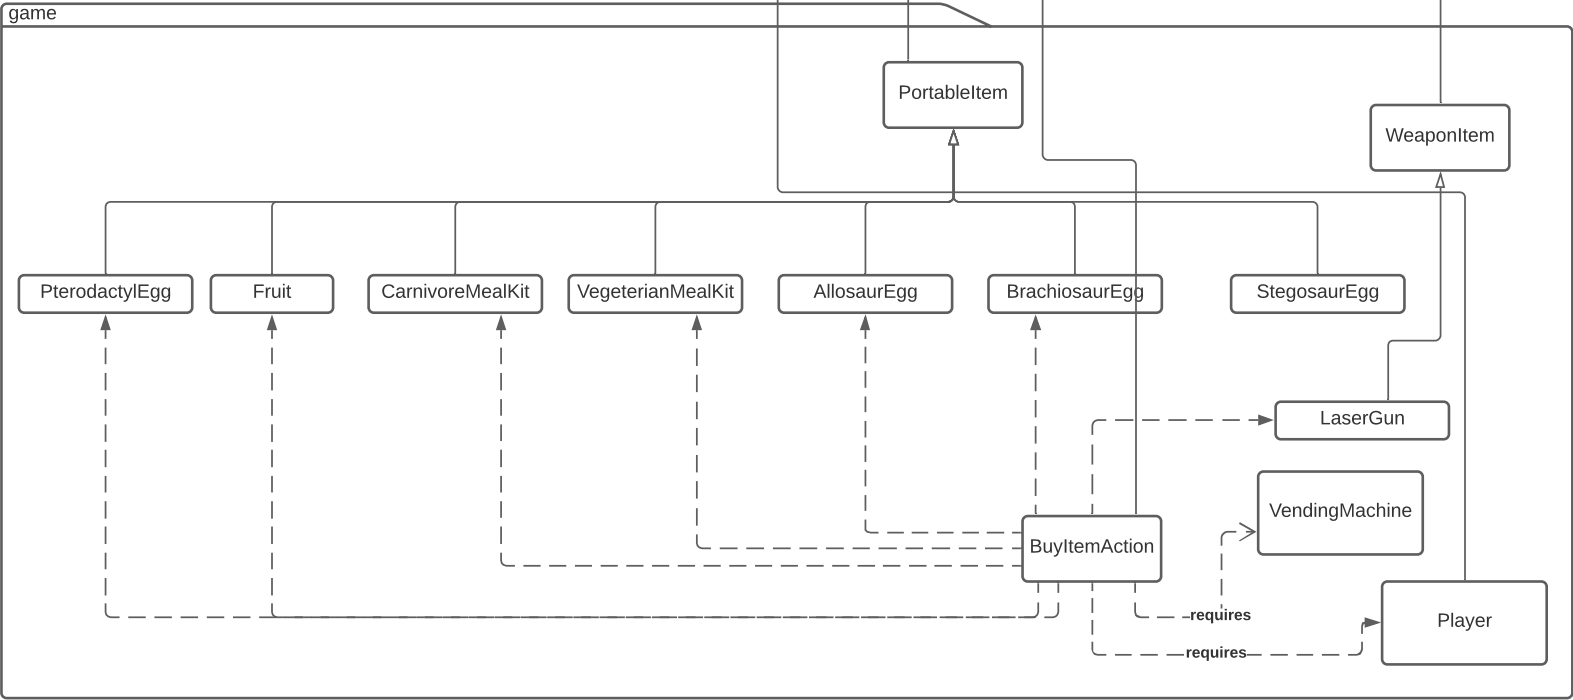 game
PortableItem
WeaponItem
PterodactylEgg
Fruit
CarnivoreMealKit
VegeterianMealKit
AllosaurEgg
BrachiosaurEgg
StegosaurEgg
LaserGun
VendingMachine
BuyItemAction
requires
Player
requires